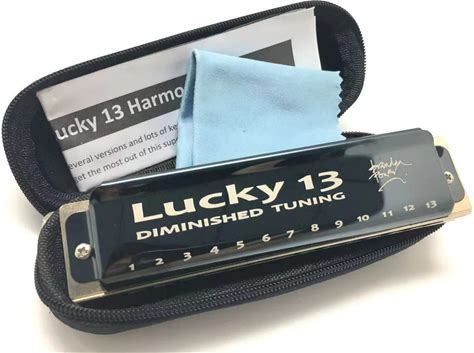 ucky 13 Harmo
several versions and lots of ke
get the most out of this sup
Lucky 13
DIMINISHED TUNING
1 2 3 4 5 6 7 8 9 10 11 12 13